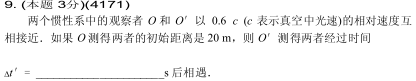 9. (本题 3分)(4171)
两个惯性系中的观察者 O 和 O′ 以 0.6 c (c 表示真空中光速)的相对速度互
相接近. 如果 O 测得两者的初始距离是 20 m, 则 O′ 测得两者经过时间
Δt′ = ________________s 后相遇.